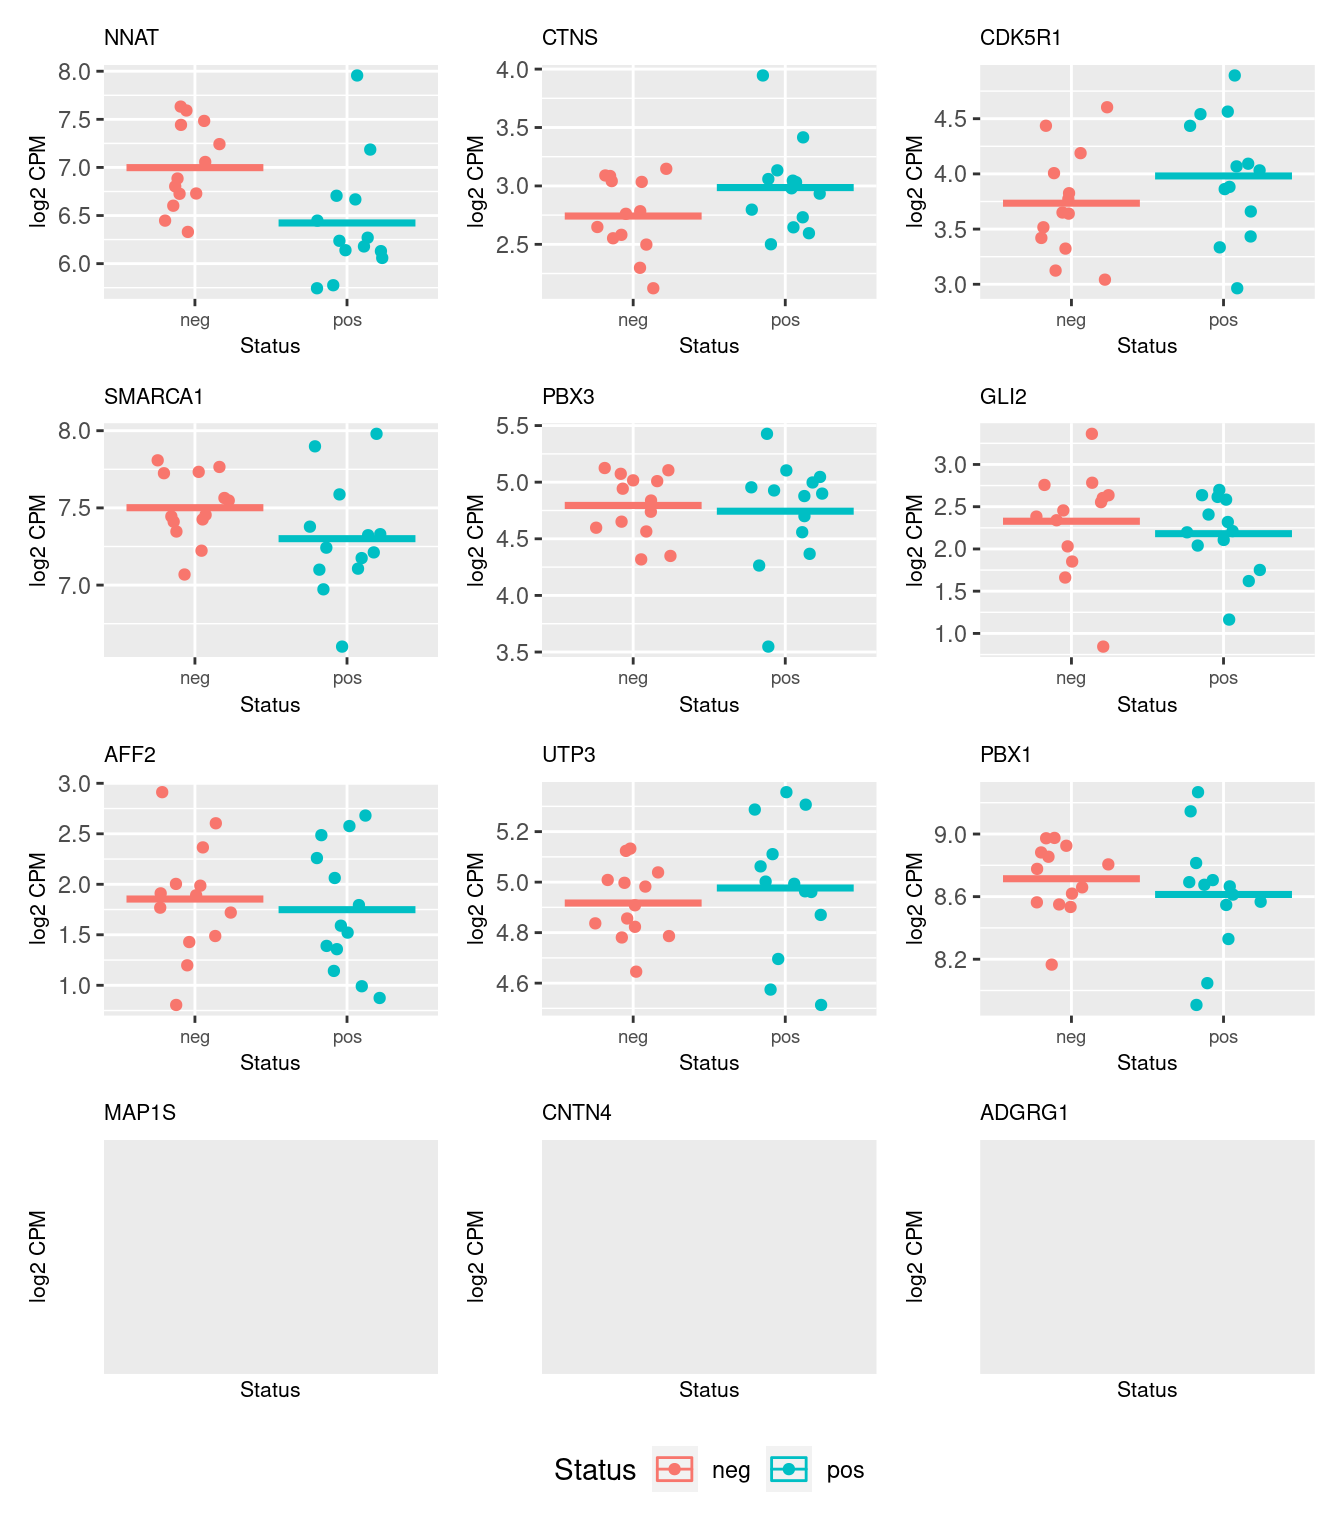 NNAT
8.0
7.5
7.0
6.5
6.0
log2 CPM
neg pos
Status
CTNS
4.0
3.5
3.0
2.5
log2 CPM
neg pos
Status
CDK5R1
4.5
4.0
3.5
3.0
log2 CPM
neg pos
Status
SMARCA1
8.0
7.5
7.0
log2 CPM
neg pos
Status
PBX3
5.5
5.0
4.5
4.0
3.5
log2 CPM
neg pos
Status
GLI2
3.0
2.5
2.0
1.5
1.0
log2 CPM
neg pos
Status
AFF2
3.0
2.5
2.0
1.5
1.0
log2 CPM
neg pos
Status
UTP3
5.2
5.0
4.8
4.6
log2 CPM
neg pos
Status
PBX1
9.0
8.6
8.2
log2 CPM
neg pos
Status
MAP1S
log2 CPM
Status
CNTN4
log2 CPM
Status
ADGRG1
log2 CPM
Status
Status neg pos